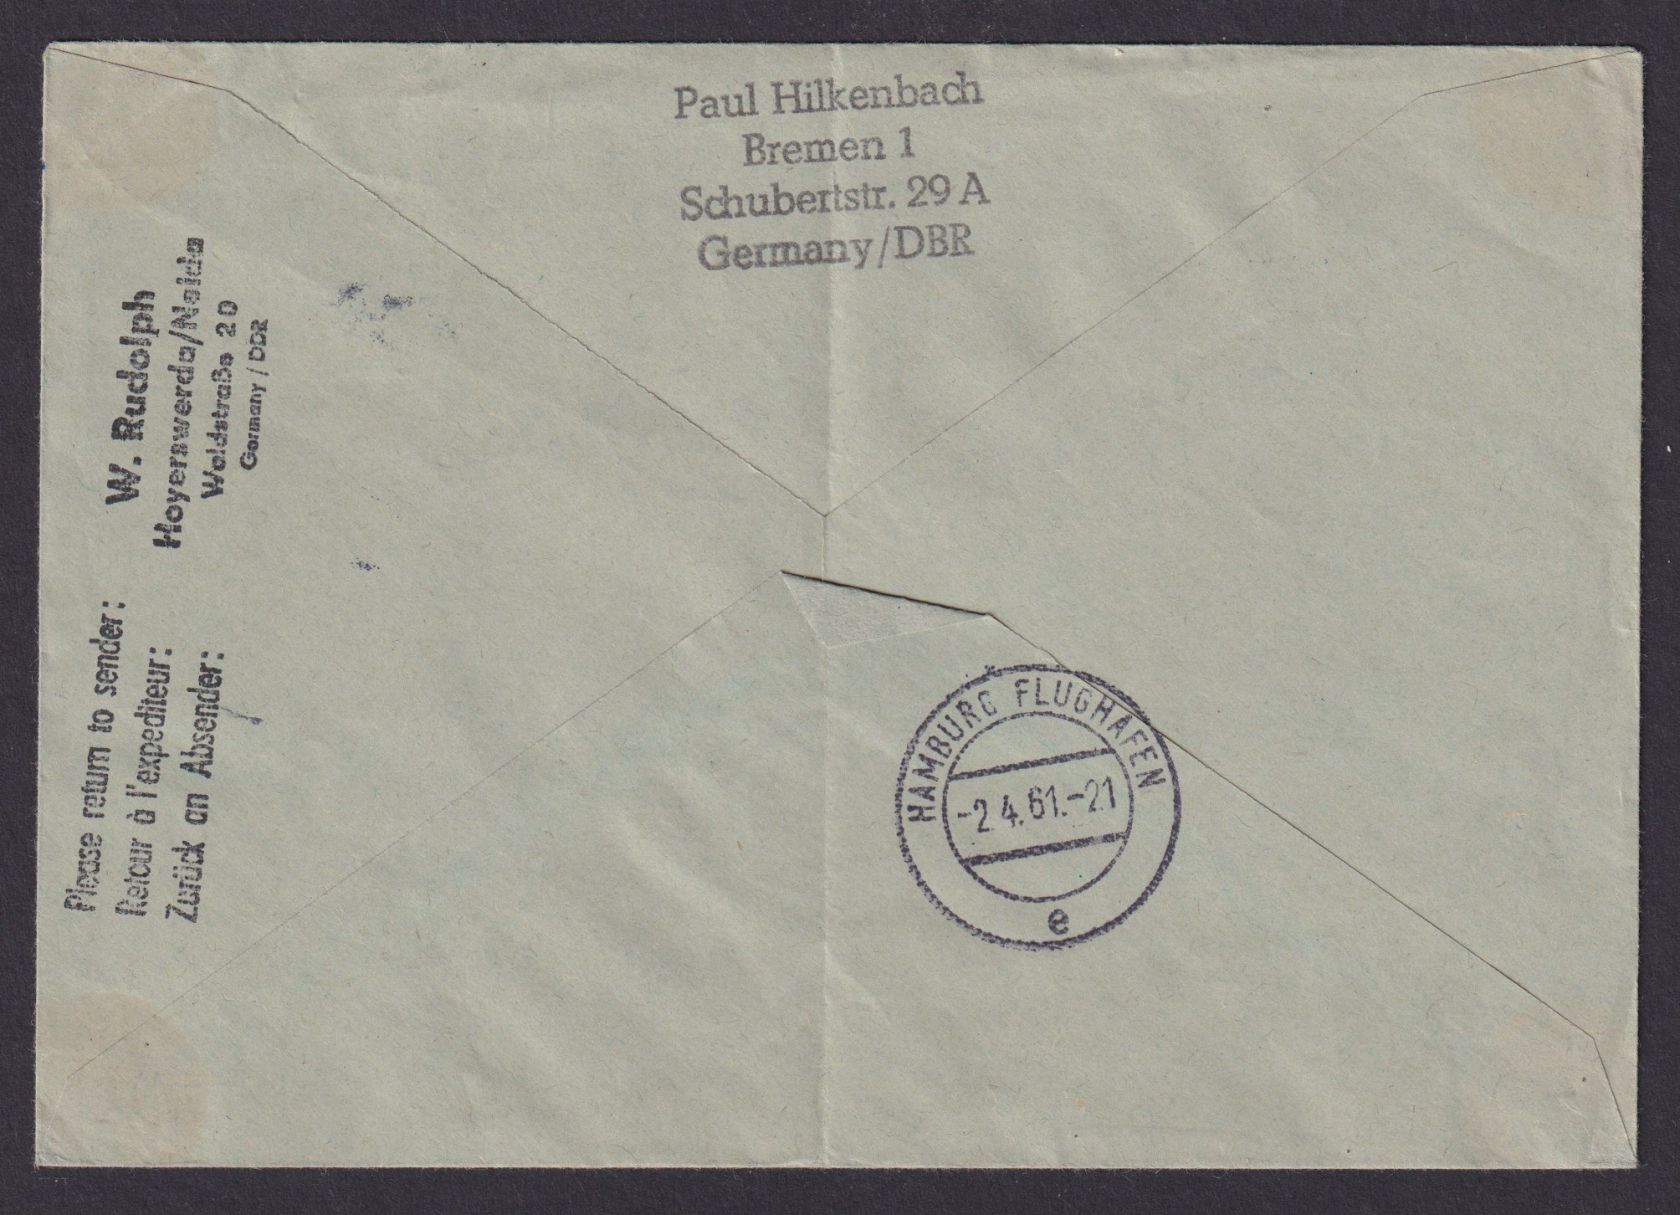 Paul Hilkenbach
Bremen 1
Schubertstr. 29 A
Germany/DBR
W. Rudolph
Hoyerswerda/Neida
Waldstraße 20
Germany / DDR
Please return to sender:
Retour à l'expediteur:
Zurück an Absender:
HAMBURG FLUGHAFEN
-2.4.61.-21
e